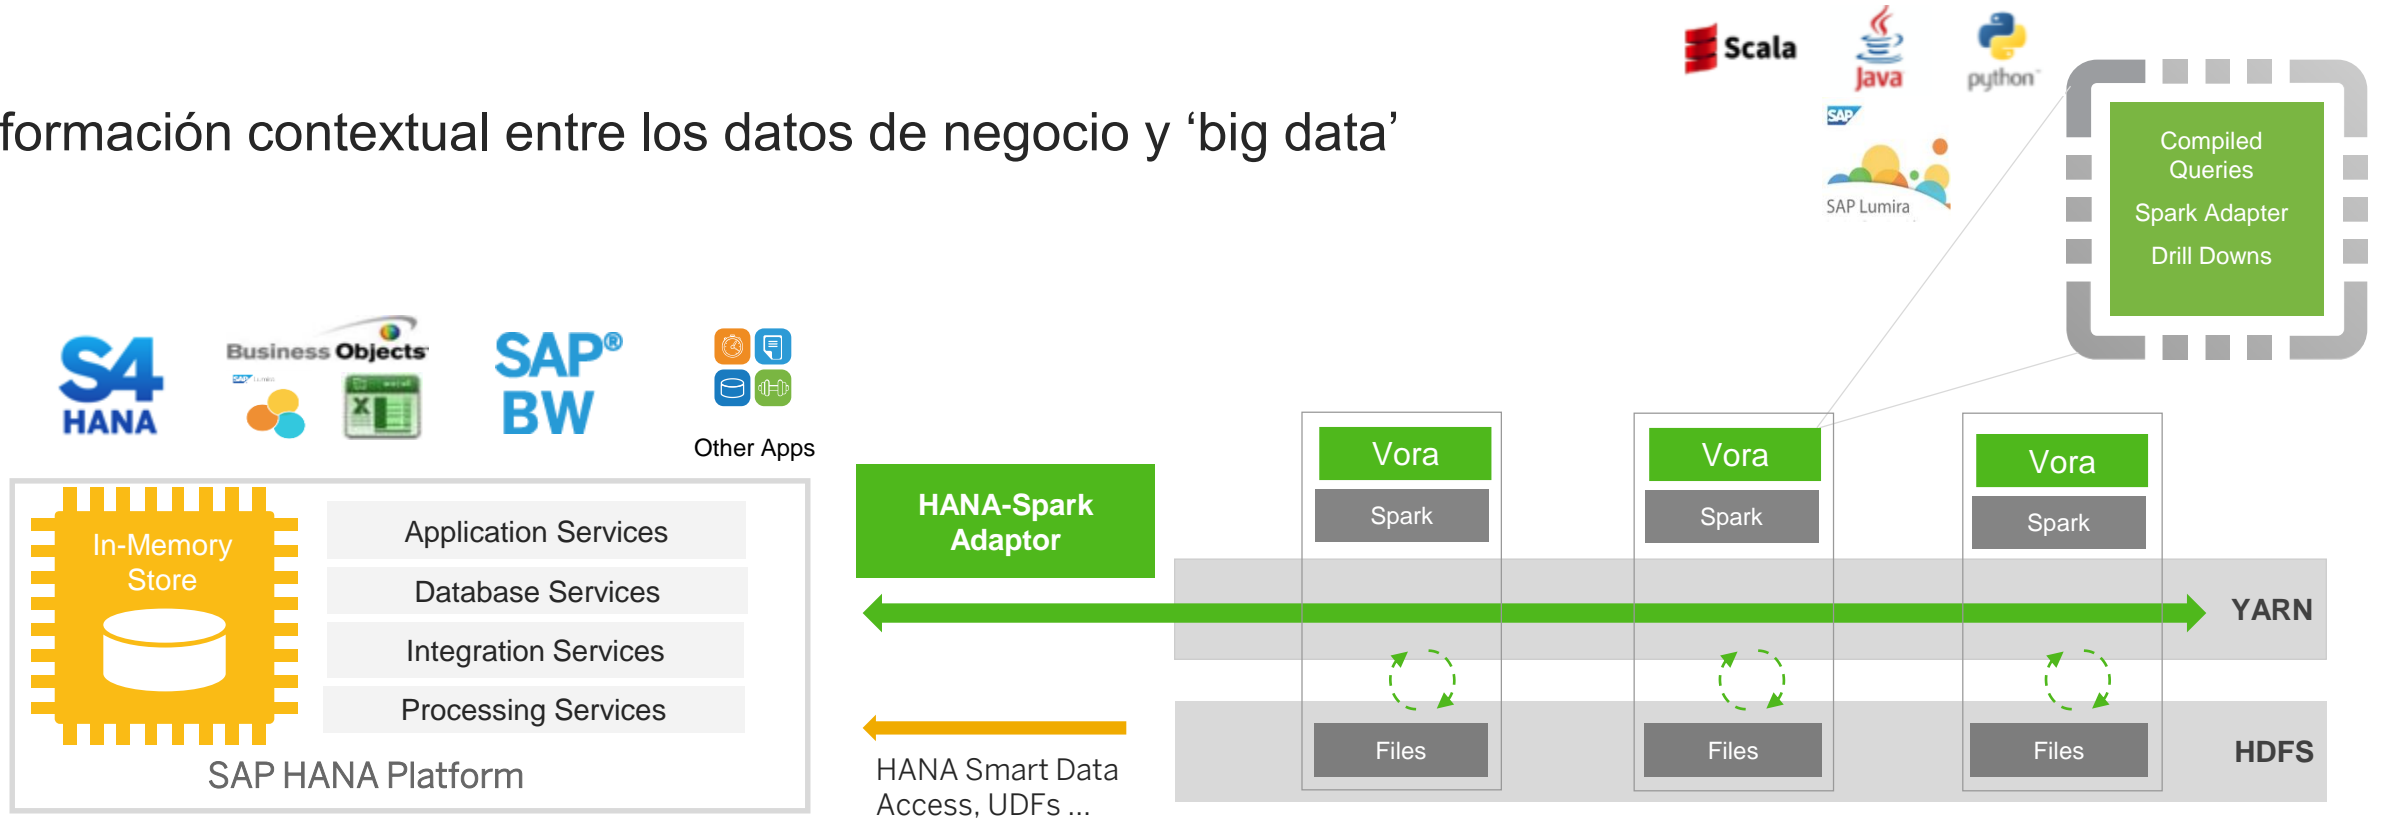 Scala
Java
python
formación contextual entre los datos de negocio y ‘big data’
SAP
SAP Lumira
Compiled
Queries
Spark Adapter
Drill Downs
S4
HANA
Business Objects
SAP Lumira
SAP®
BW
Other Apps
HANA-Spark
Adaptor
Vora
Vora
Vora
Spark
Spark
Spark
In-Memory
Store
Application Services
Database Services
Integration Services
Processing Services
SAP HANA Platform
YARN
HANA Smart Data
Access, UDFs ...
Files
Files
Files
HDFS